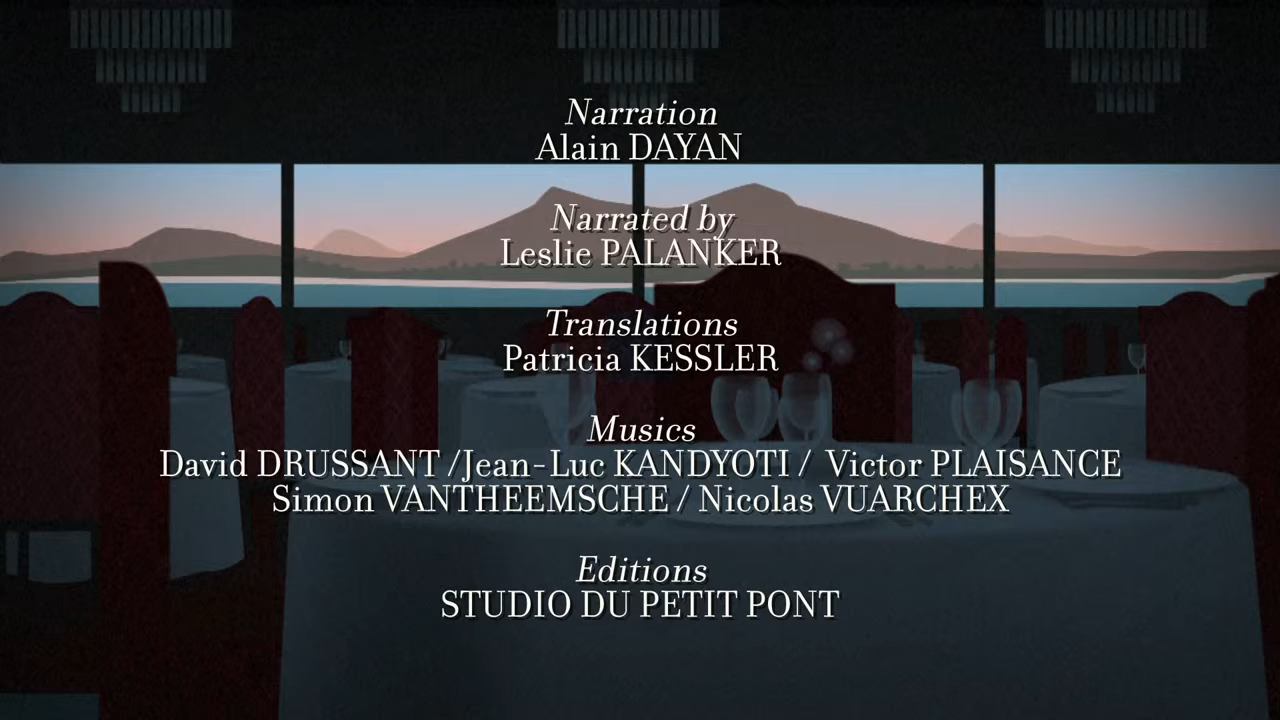 Narration
Alain DAYAN
Narrated by
Leslie PALANKER
Translations
Patricia KESSLER
Musics
David DRUSSANT /Jean-Luc KANDYOTI /  Victor PLAISANCE
Simon VANTHEEMSCHE / Nicolas VUARCHEX
Editions
STUDIO DU PETIT PONT